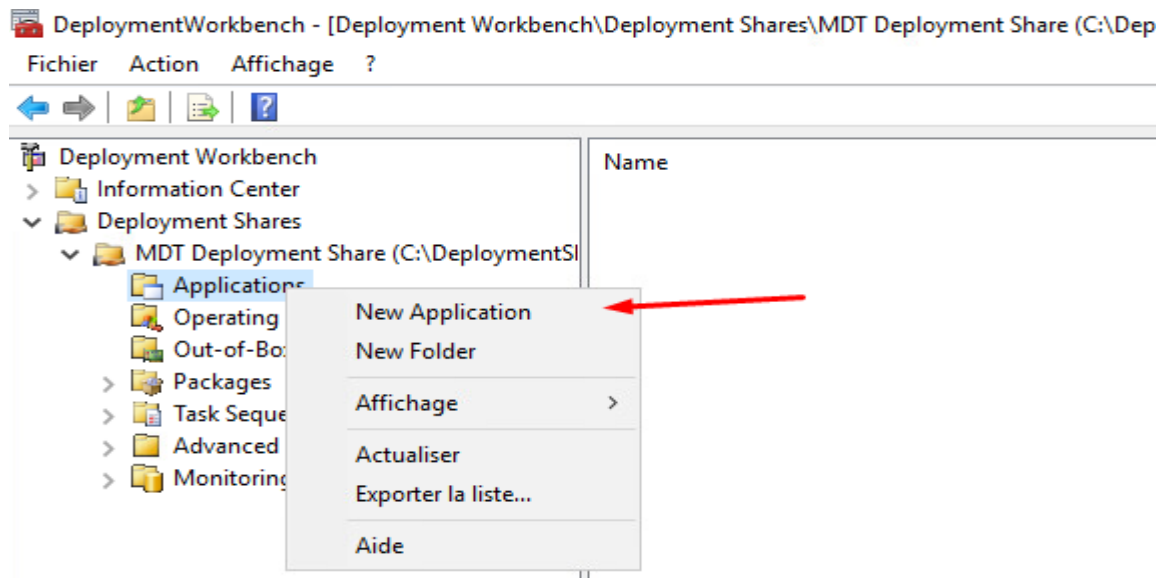 DeploymentWorkbench - [Deployment Workbench\Deployment Shares\MDT Deployment Share (C:\Dep
Fichier Action Affichage ?
Deployment Workbench
Information Center
Deployment Shares
MDT Deployment Share (C:\DeploymentSl
Applications
Operating
Out-of-Bo
Packages
Task Seque
Advanced
Monitoring
Name
New Application
New Folder
Affichage
Actualiser
Exporter la liste...
Aide